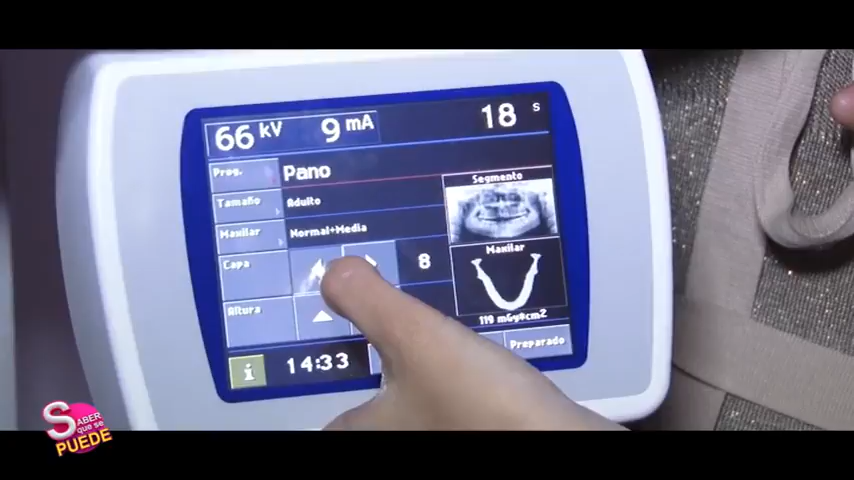 66 kV 9 mA 18 s
Prog. Pano
Segmento
Tamaño Adulto
Maxilar Normal+Media
Maxilar
Capa 8
Altura
119 mGy*cm2
i 14:33 Preparado
SABER
que se
PUEDE